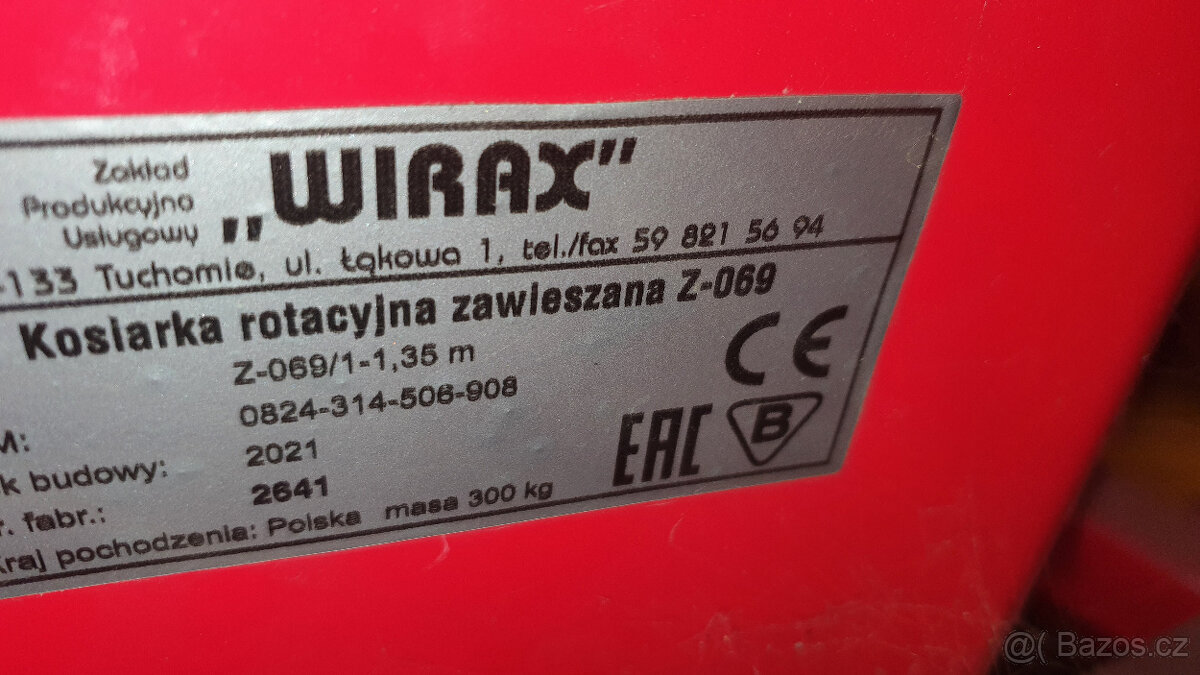 Zakład
Produkcyjno
Usługowy
„WIRAX”
-133 Tuchomie, ul. Łąkowa 1, tel./fax 59 821 56 94
Kosiarka rotacyjna zawieszana Z-069
Z-069/1-1,35 m
M: 0824-314-506-908
k budowy: 2021
r. fabr.: 2641
Kraj pochodzenia: Polska masa 300 kg
CE
EAC
B
@( Bazos.cz